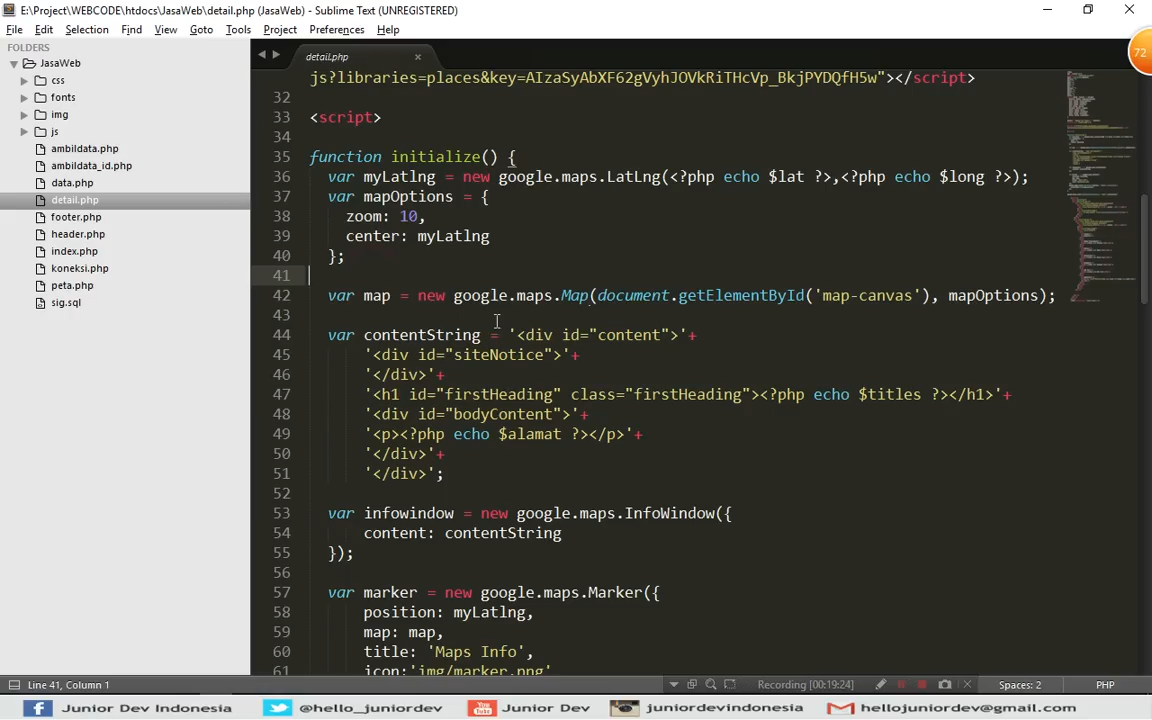 E:\Project\WEBCODE\htdocs\JasaWeb\detail.php (JasaWeb) - Sublime Text (UNREGISTERED)
File Edit Selection Find View Goto Tools Project Preferences Help
72
FOLDERS
JasaWeb
css
fonts
img
js
ambildata.php
ambildata_id.php
data.php
detail.php
footer.php
header.php
index.php
koneksi.php
peta.php
sig.sql
detail.php
js?libraries=places&key=AIzaSyAbXF62gVyhJOVkRiTHcVp_BkjPYDQfH5w"></script>
32
33 <script>
34
35 function initialize() {
36 var myLatlng = new google.maps.LatLng(<?php echo $lat ?>,<?php echo $long ?>);
37 var mapOptions = {
38 zoom: 10,
39 center: myLatlng
40 };
41
42 var map = new google.maps.Map(document.getElementById('map-canvas'), mapOptions);
43
44 var contentString = '<div id="content">'+
45 '<div id="siteNotice">'+
46 '</div>'+
47 '<h1 id="firstHeading" class="firstHeading"><?php echo $titles ?></h1>'+
48 '<div id="bodyContent">'+
49 '<p><?php echo $alamat ?></p>'+
50 '</div>'+
51 '</div>';
52
53 var infowindow = new google.maps.InfoWindow({
54 content: contentString
55 });
56
57 var marker = new google.maps.Marker({
58 position: myLatlng,
59 map: map,
60 title: 'Maps Info',
61 icon:'img/marker.png'
Line 41, Column 1
Recording [00:19:24]
Spaces: 2
PHP
Junior Dev Indonesia @hello_juniordev Junior Dev juniordevindonesia hellojuniordev@gmail.com